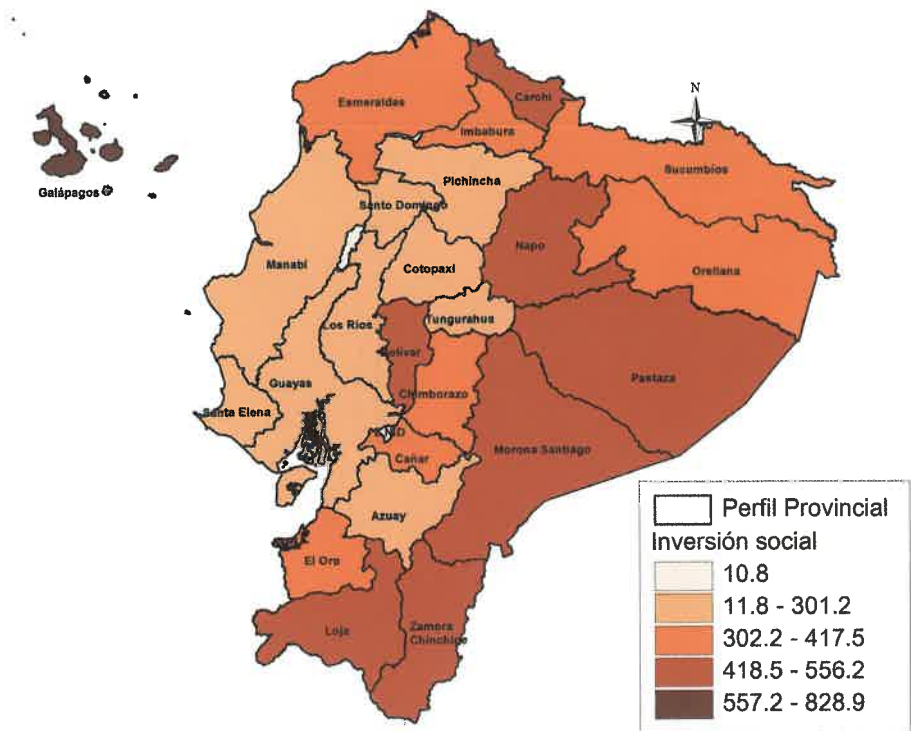 Esmeraldas
Carchi
N
Imbabura
Sucumbíos
Galápagos
Pichincha
Santo Domingo
Napo
Manabí
Cotopaxi
Orellana
Los Ríos
Tungurahua
Bolívar
Guayas
Pastaza
Chimborazo
Santa Elena
N D
Cañar
Morona Santiago
Azuay
El Oro
Loja
Zamora
Chinchipe
Perfil Provincial
Inversión social
10.8
11.8 - 301.2
302.2 - 417.5
418.5 - 556.2
557.2 - 828.9